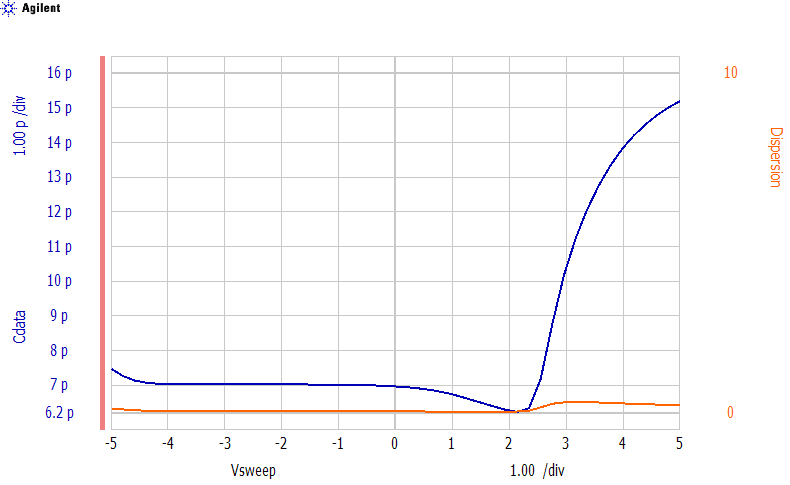 Agilent
16 p
15 p
14 p
13 p
12 p
11 p
10 p
9 p
8 p
7 p
6.2 p
1.00 p /div
Cdata
10
0
Dispersion
-5 -4 -3 -2 -1 0 1 2 3 4 5
Vsweep 1.00 /div